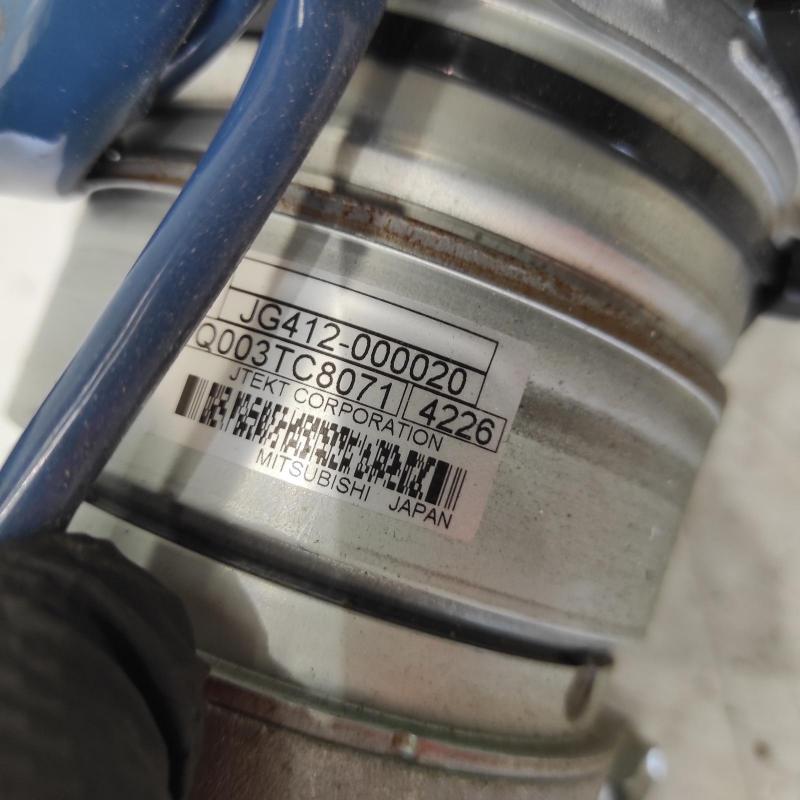 JG412-000020
Q003TC8071 4226
JTEKT CORPORATION
MITSUBISHI JAPAN